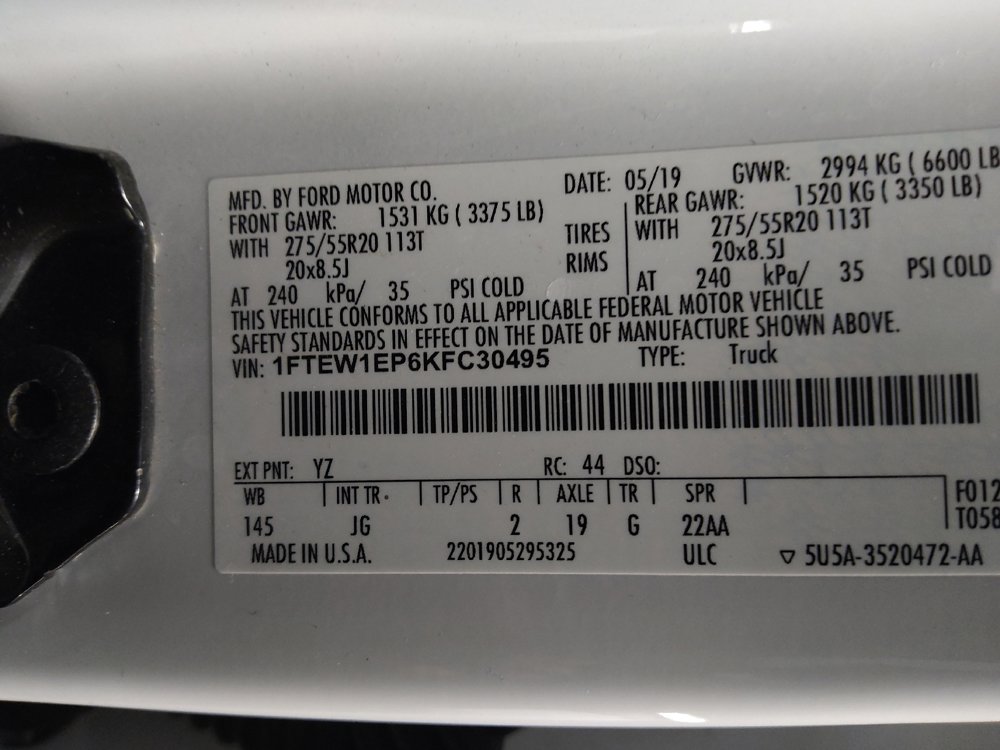 MFD. BY FORD MOTOR CO. DATE: 05/19 GVWR: 2994 KG ( 6600 LB
FRONT GAWR: 1531 KG ( 3375 LB) REAR GAWR: 1520 KG ( 3350 LB)
WITH 275/55R20 113T TIRES WITH 275/55R20 113T
20x8.5J RIMS 20x8.5J
AT 240 kPa/ 35 PSI COLD AT 240 kPa/ 35 PSI COLD
THIS VEHICLE CONFORMS TO ALL APPLICABLE FEDERAL MOTOR VEHICLE
SAFETY STANDARDS IN EFFECT ON THE DATE OF MANUFACTURE SHOWN ABOVE.
VIN: 1FTEW1EP6KFC30495 TYPE: Truck
EXT PNT: YZ RC: 44 DSO:
WB INT TR TP/PS R AXLE TR SPR F012
145 JG 2 19 G 22AA T058
MADE IN U.S.A. 2201905295325 ULC ▽ 5U5A-3520472-AA